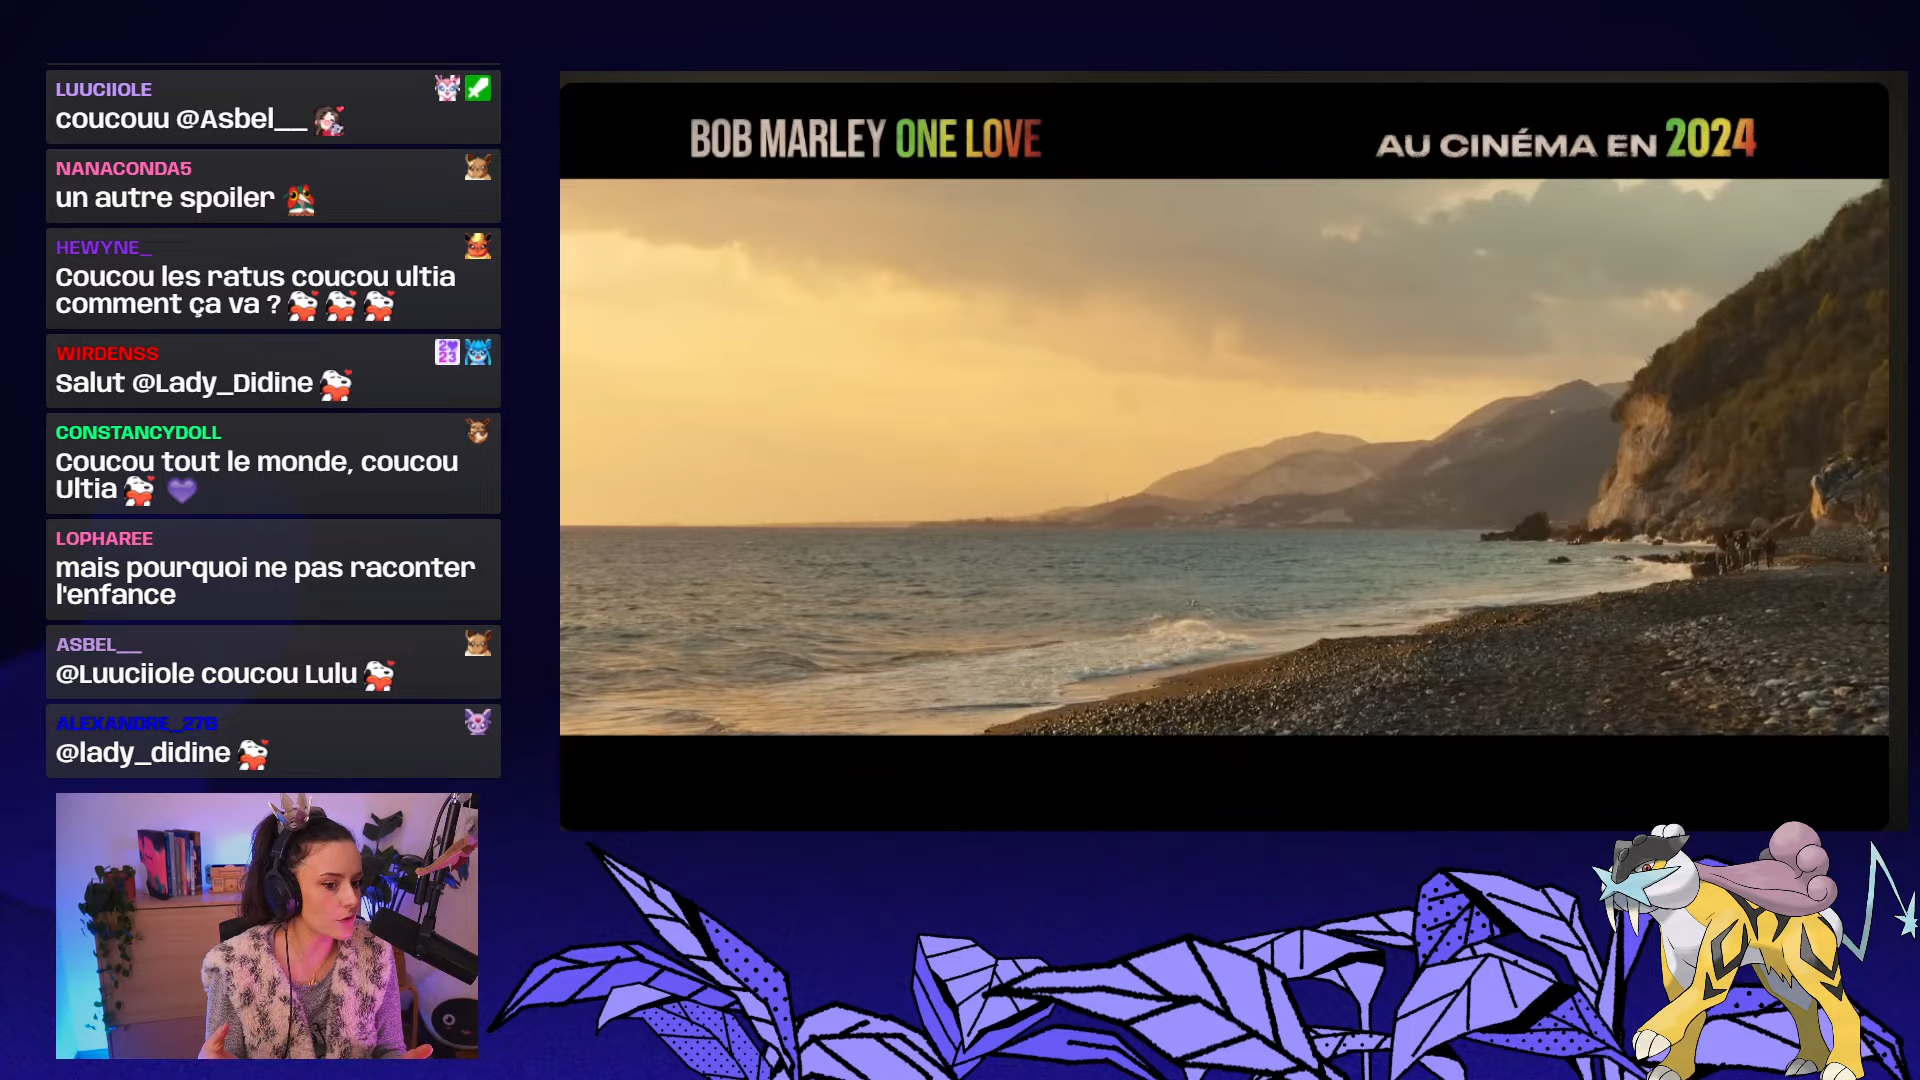 LUUCIIOLE
coucouu @Asbel__
NANACONDA5
un autre spoiler
HEWYNE_
Coucou les ratus coucou ultia
comment ça va ?
WIRDENSS
2023
Salut @Lady_Didine
CONSTANCYDOLL
Coucou tout le monde, coucou
Ultia
LOPHAREE
mais pourquoi ne pas raconter
l'enfance
ASBEL__
@Luuciiole coucou Lulu
@lady_didine
BOB MARLEY ONE LOVE
AU CINÉMA EN 2024